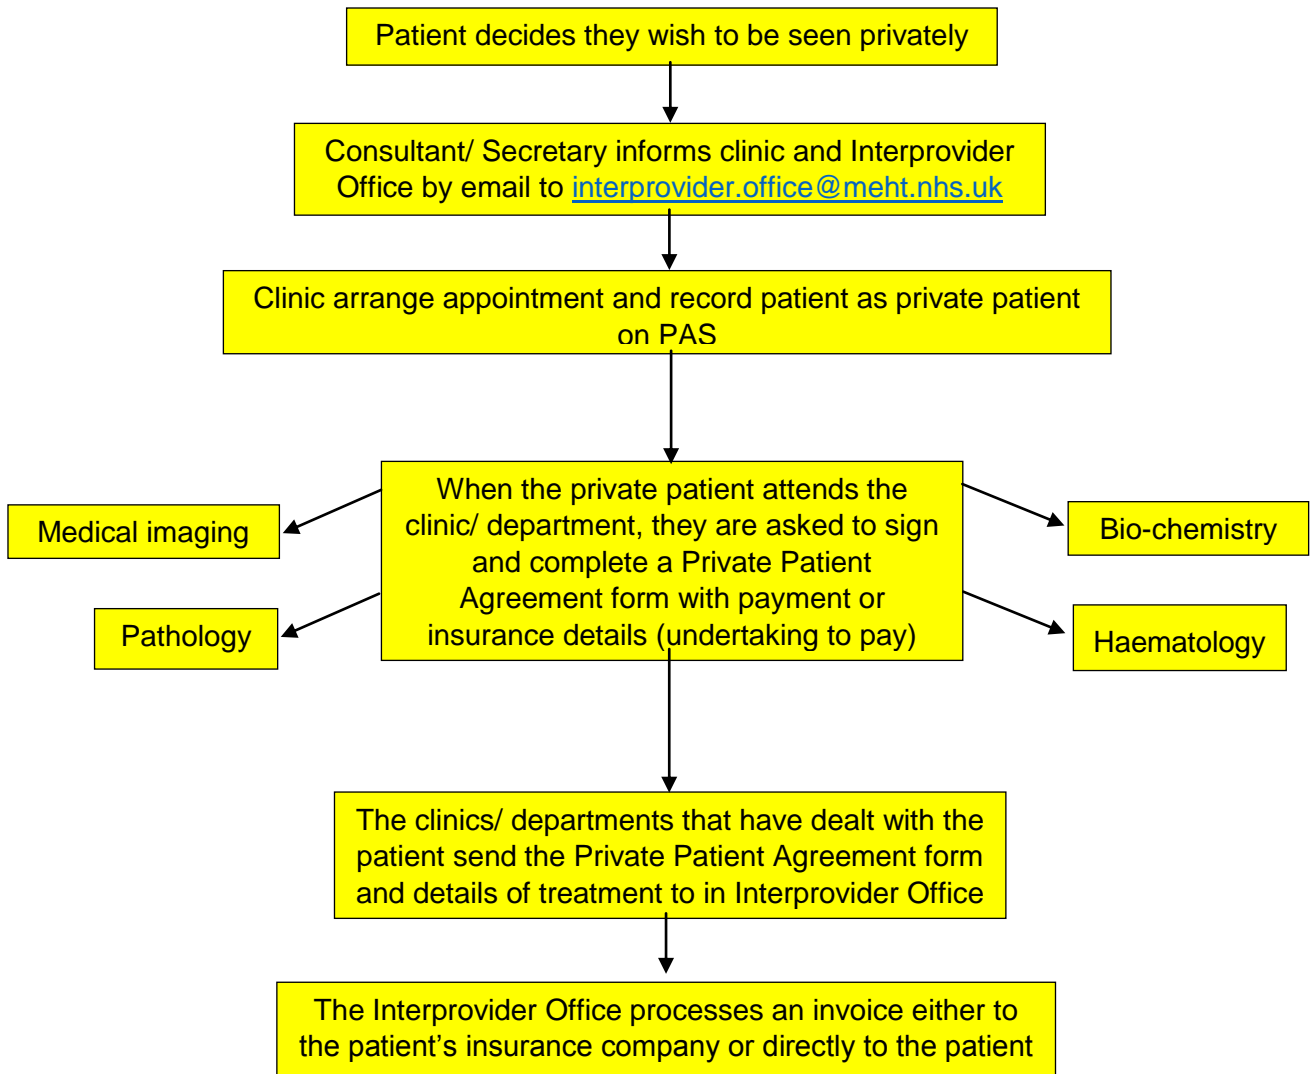 Patient decides they wish to be seen privately
Consultant/ Secretary informs clinic and Interprovider
Office by email to interprovider.office@meht.nhs.uk
Clinic arrange appointment and record patient as private patient
on PAS
When the private patient attends the
clinic/ department, they are asked to sign
and complete a Private Patient
Agreement form with payment or
insurance details (undertaking to pay)
Medical imaging
Pathology
Bio-chemistry
Haematology
The clinics/ departments that have dealt with the
patient send the Private Patient Agreement form
and details of treatment to in Interprovider Office
The Interprovider Office processes an invoice either to
the patient’s insurance company or directly to the patient